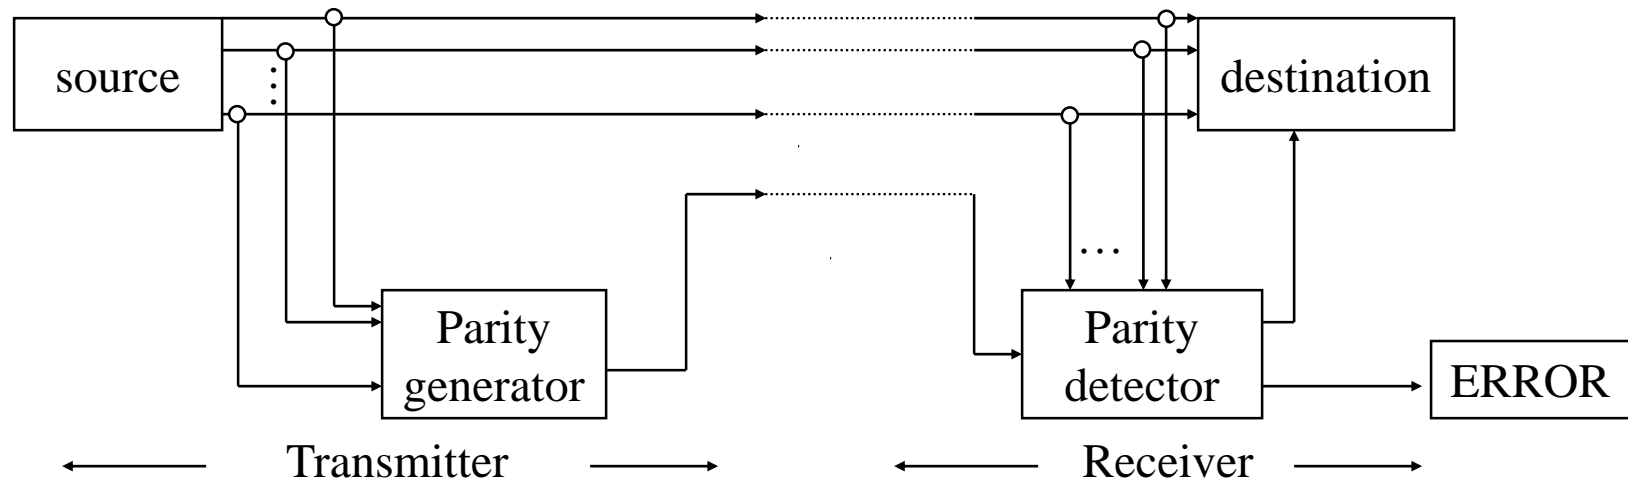 source
destination
Parity
generator
Parity
detector
ERROR
Transmitter
Receiver